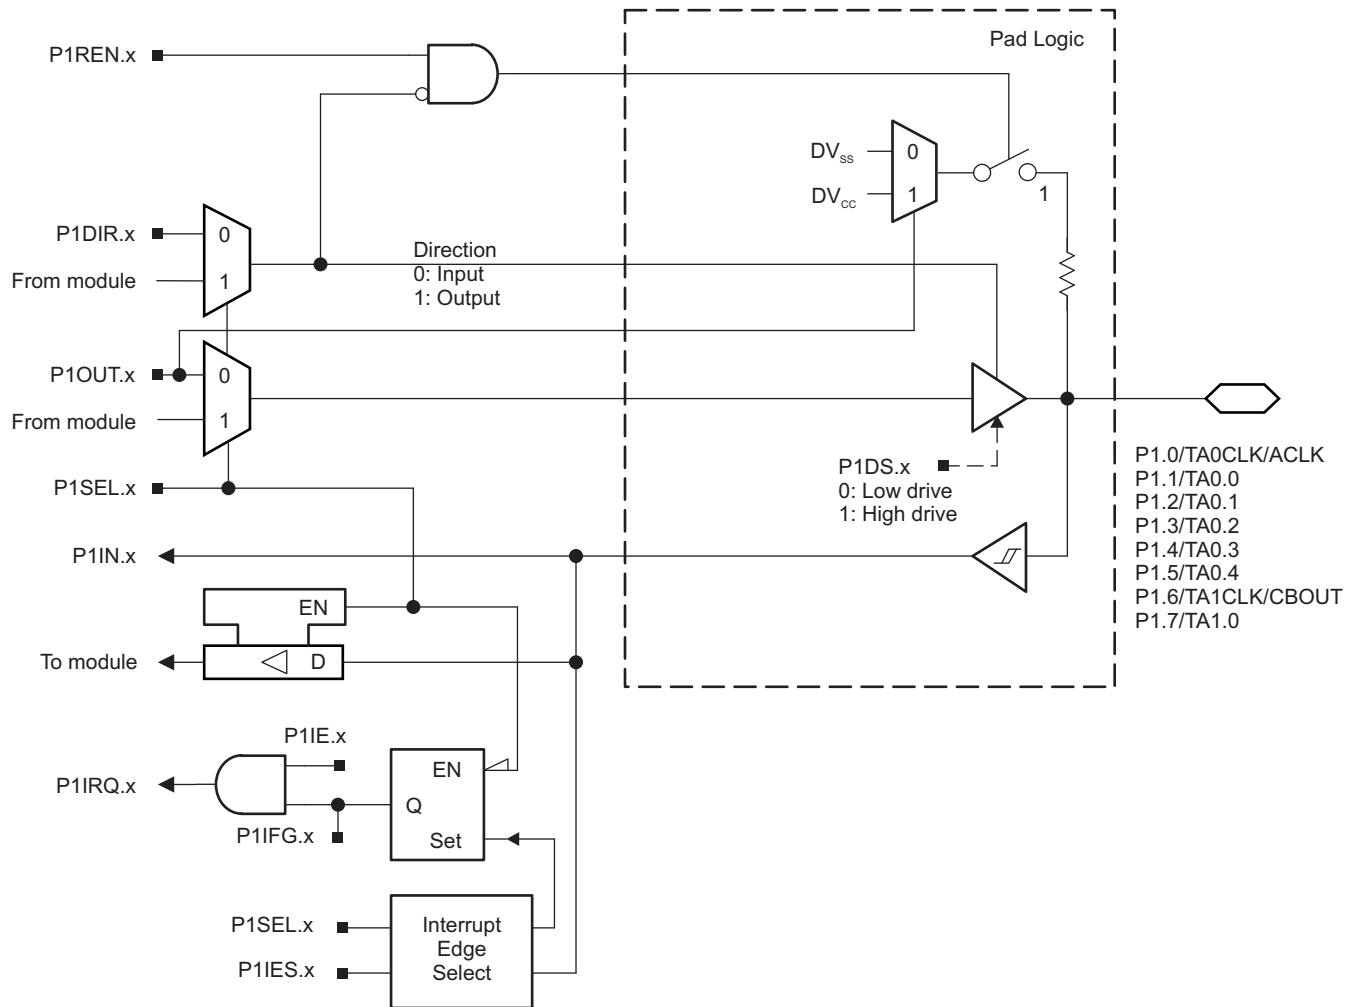 Pad Logic
P1REN.x
DVSS
0
DVCC
1
1
P1DIR.x
0
From module
1
Direction
0: Input
1: Output
P1OUT.x
0
From module
1
P1SEL.x
P1DS.x
0: Low drive
1: High drive
P1.0/TA0CLK/ACLK
P1.1/TA0.0
P1.2/TA0.1
P1.3/TA0.2
P1.4/TA0.3
P1.5/TA0.4
P1.6/TA1CLK/CBOUT
P1.7/TA1.0
P1IN.x
EN
To module
D
P1IE.x
P1IRQ.x
EN
Q
P1IFG.x
Set
P1SEL.x
P1IES.x
Interrupt
Edge
Select